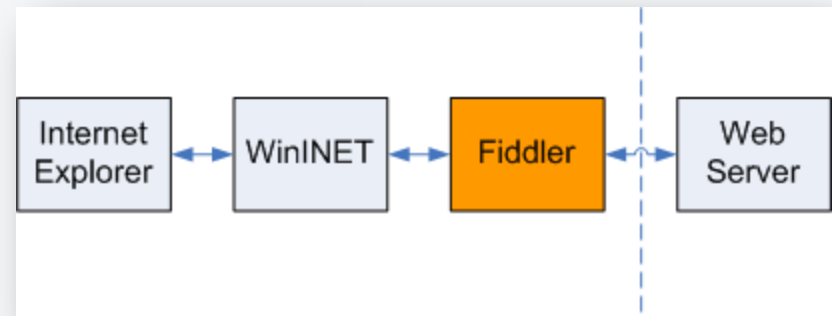 Internet
Explorer
WinINET
Fiddler
Web
Server